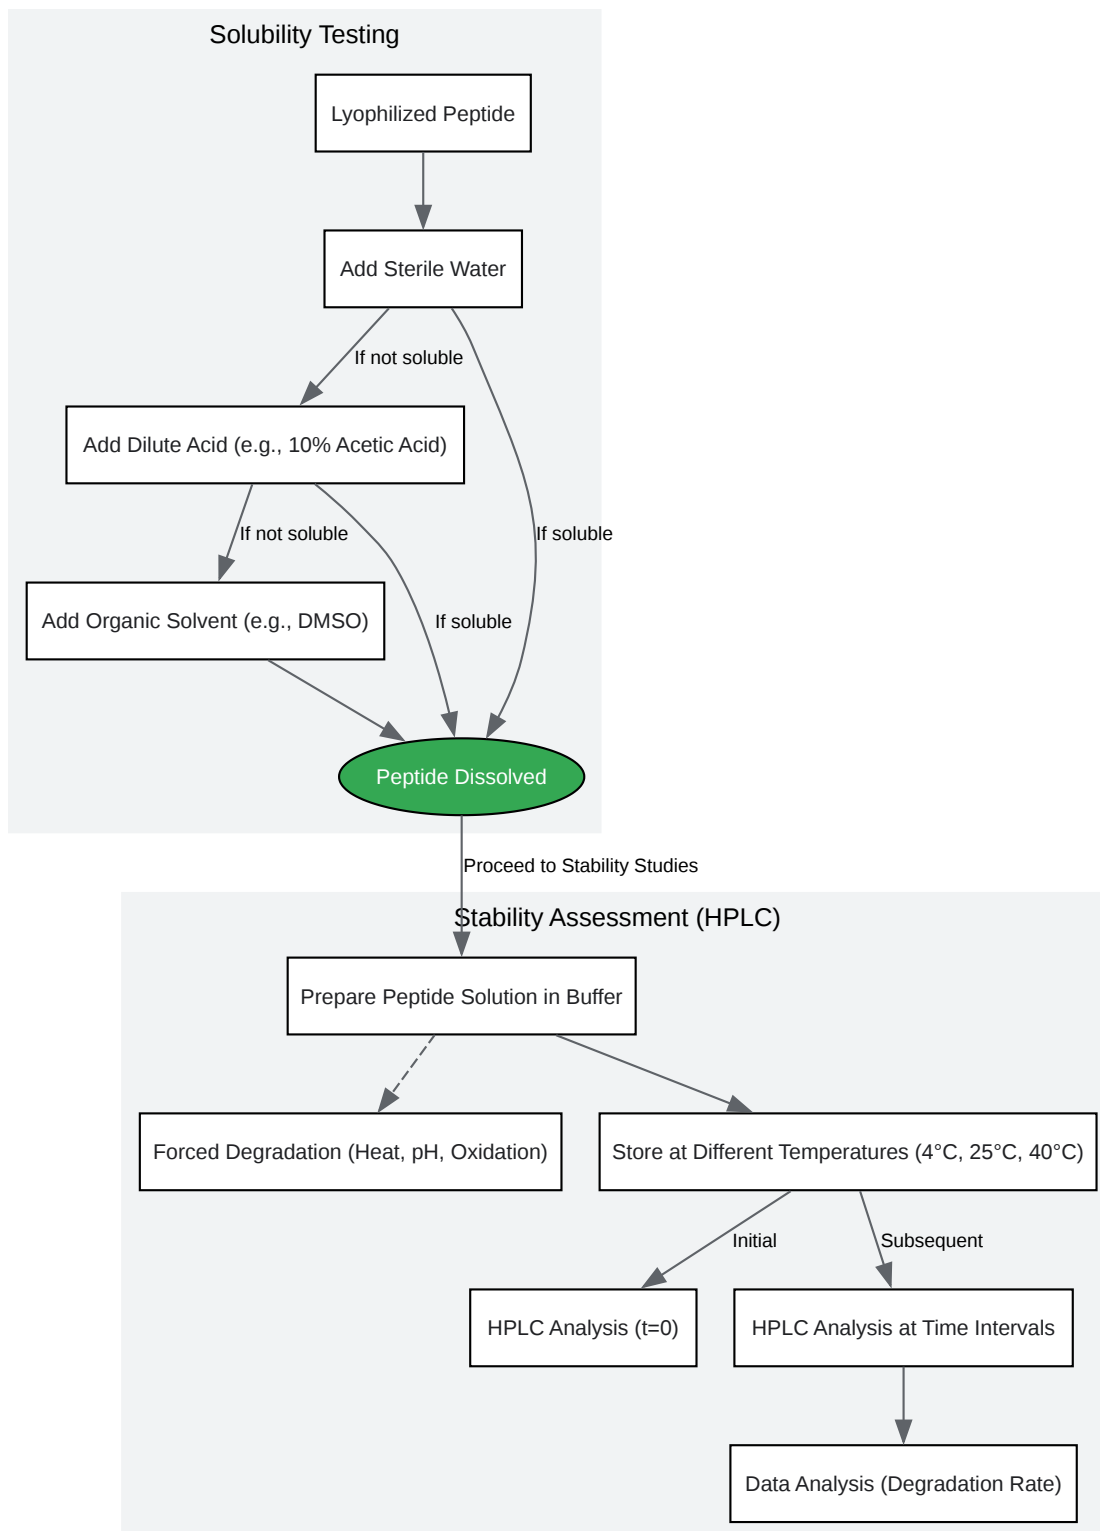 Solubility Testing
Lyophilized Peptide
Add Sterile Water
If not soluble
Add Dilute Acid (e.g., 10% Acetic Acid)
If not soluble
If soluble
Add Organic Solvent (e.g., DMSO)
If soluble
Peptide Dissolved
Proceed to Stability Studies
Stability Assessment (HPLC)
Prepare Peptide Solution in Buffer
Forced Degradation (Heat, pH, Oxidation)
Store at Different Temperatures (4°C, 25°C, 40°C)
Initial
Subsequent
HPLC Analysis (t=0)
HPLC Analysis at Time Intervals
Data Analysis (Degradation Rate)